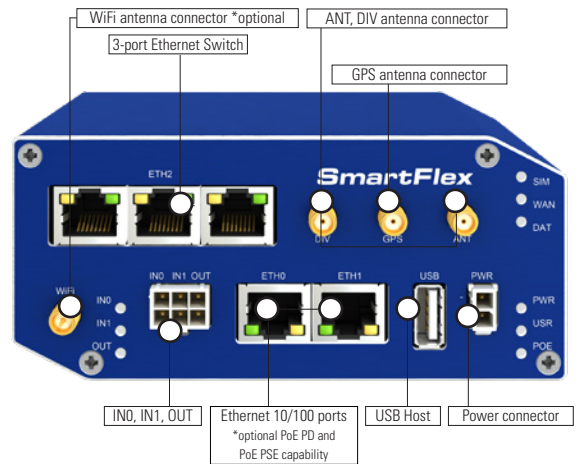 WiFi antenna connector *optional
ANT, DIV antenna connector
3-port Ethernet Switch
GPS antenna connector
ETH2
SmartFlex
SIM
WAN
DAT
DIV
GPS
ANT
WiFi
IN0
IN1
OUT
IN0 IN1 OUT
ETH0
ETH1
USB
PWR
PWR
USR
POE
IN0, IN1, OUT
Ethernet 10/100 ports
*optional PoE PD and
PoE PSE capability
USB Host
Power connector